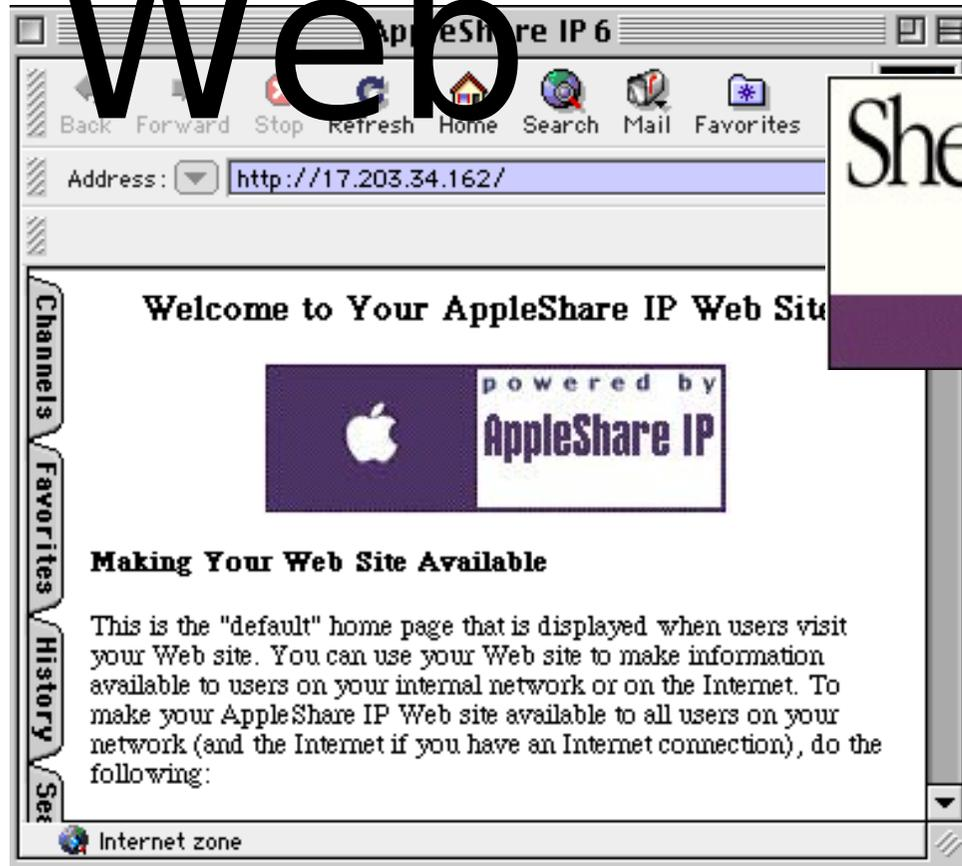 Web
AppleShare IP 6
Back Forward Stop Refresh Home Search Mail Favorites
She
Address: http://17.203.34.162/
Channels
Favorites
History
Welcome to Your AppleShare IP Web Site
powered by
AppleShare IP
Making Your Web Site Available
This is the "default" home page that is displayed when users visit
your Web site. You can use your Web site to make information
available to users on your internal network or on the Internet. To
make your AppleShare IP Web site available to all users on your
network (and the Internet if you have an Internet connection), do the
following:
Internet zone